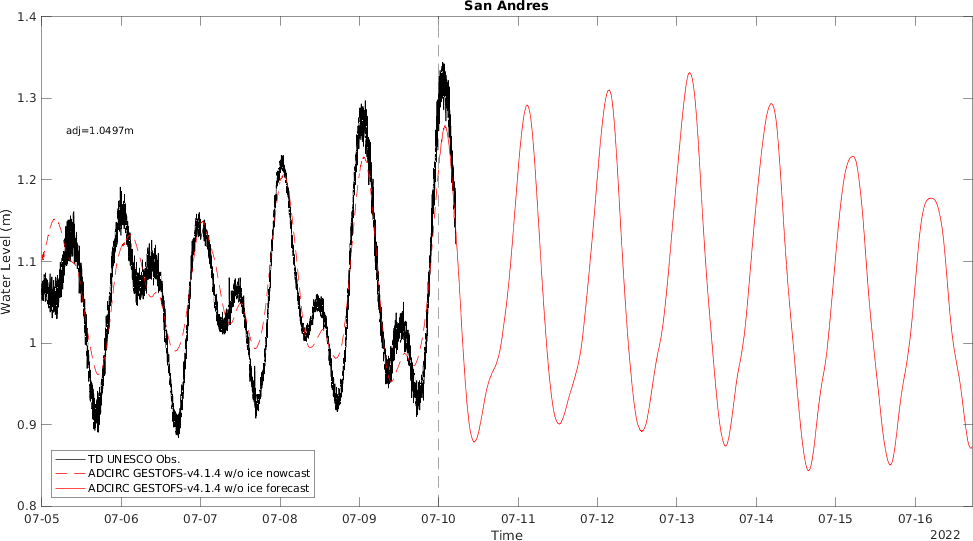 San Andres
1.4
1.3
1.2
1.1
1
0.9
0.8
Water Level (m)
adj=1.0497m
TD UNESCO Obs.
ADCIRC GESTOFS-v4.1.4 w/o ice nowcast
ADCIRC GESTOFS-v4.1.4 w/o ice forecast
07-05 07-06 07-07 07-08 07-09 07-10 07-11 07-12 07-13 07-14 07-15 07-16
Time
2022